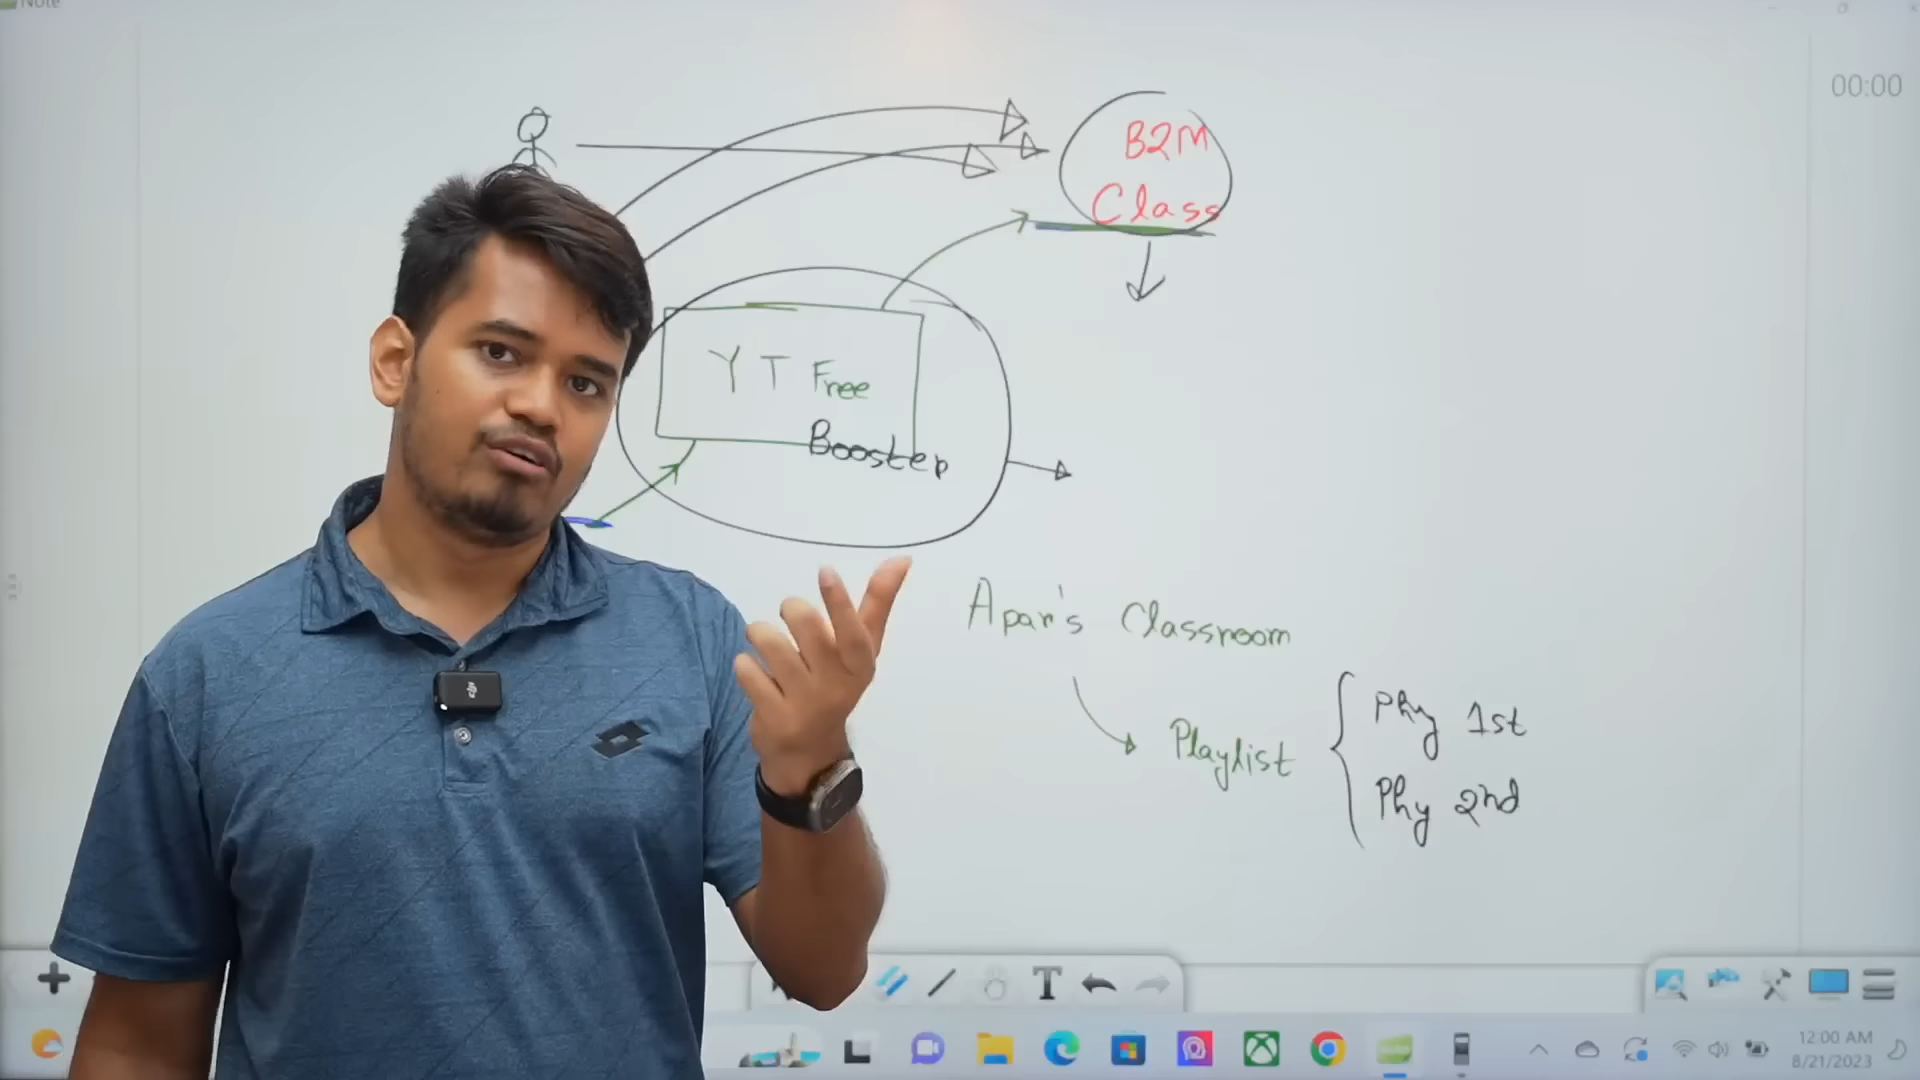 Note
00:00
B2M
Class
Y T Free
Booster
Apar's Classroom
Playlist
Phy 1st
Phy 2nd
T
12:00 AM
8/21/2023